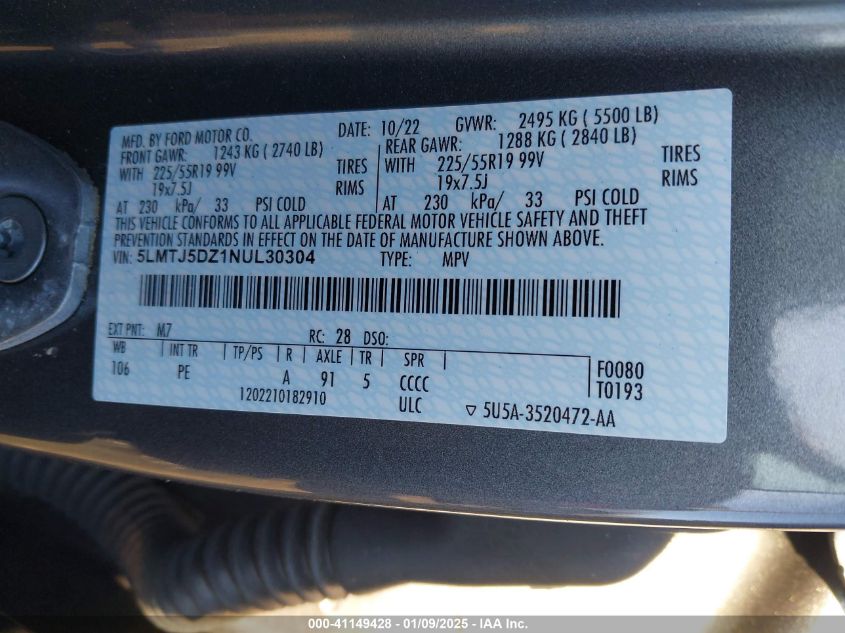 MFD. BY FORD MOTOR CO. DATE: 10/22 GVWR: 2495 KG ( 5500 LB)
FRONT GAWR: 1243 KG ( 2740 LB) REAR GAWR: 1288 KG ( 2840 LB)
WITH 225/55R19 99V TIRES WITH 225/55R19 99V TIRES
19x7.5J RIMS 19x7.5J RIMS
AT 230 kPa/ 33 PSI COLD AT 230 kPa/ 33 PSI COLD
THIS VEHICLE CONFORMS TO ALL APPLICABLE FEDERAL MOTOR VEHICLE SAFETY AND THEFT
PREVENTION STANDARDS IN EFFECT ON THE DATE OF MANUFACTURE SHOWN ABOVE.
VIN: 5LMTJ5DZ1NUL30304 TYPE: MPV
EXT PNT: M7 RC: 28 DSO:
WB INT TR TP/PS R AXLE TR SPR
106 PE A 91 5 CCCC F0080
1202210182910 ULC T0193
▽ 5U5A-3520472-AA
000-41149428 - 01/09/2025 - IAA Inc.